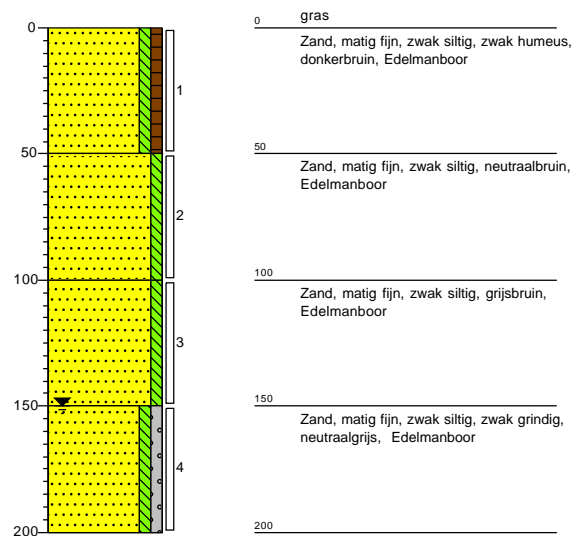 0
0
gras
Zand, matig fijn, zwak siltig, zwak humeus,
donkerbruin, Edelmanboor
1
50
50
Zand, matig fijn, zwak siltig, neutraalbruin,
Edelmanboor
2
100
100
Zand, matig fijn, zwak siltig, grijsbruin,
Edelmanboor
3
150
150
Zand, matig fijn, zwak siltig, zwak grindig,
neutraalgrijs, Edelmanboor
4
200
200